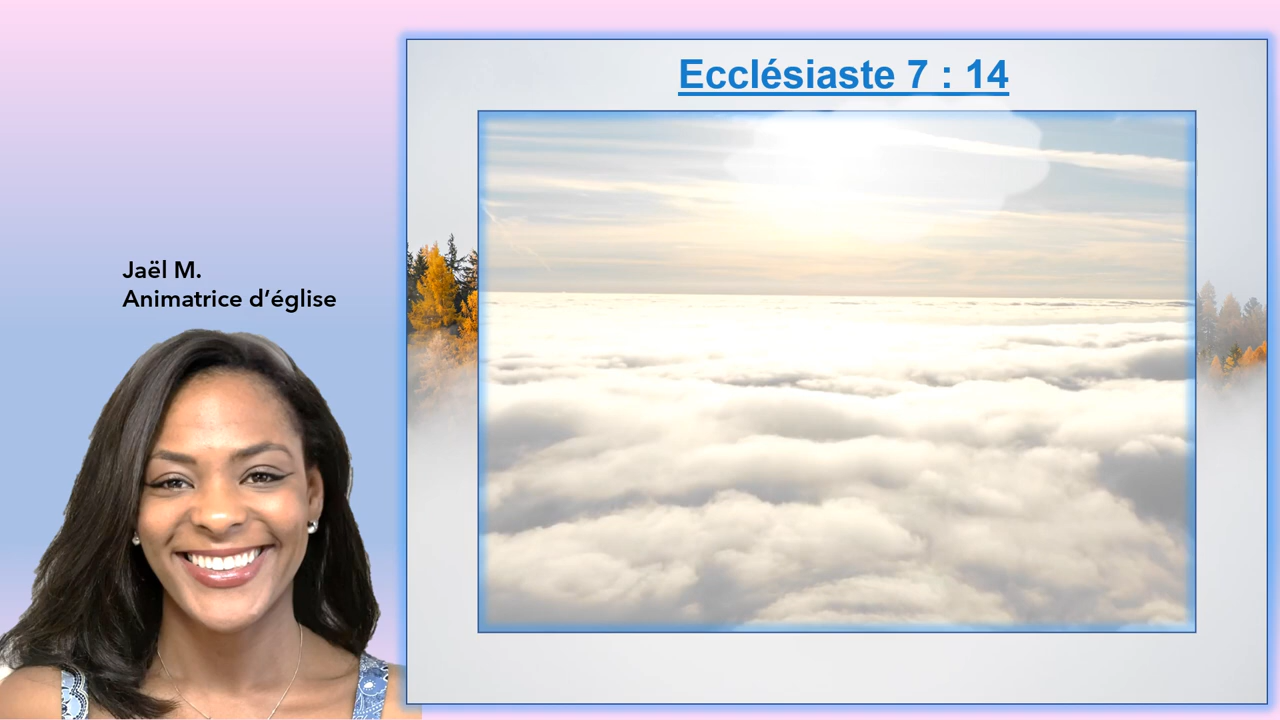 Ecclésiaste 7 : 14
Jaël M.
Animatrice d’église